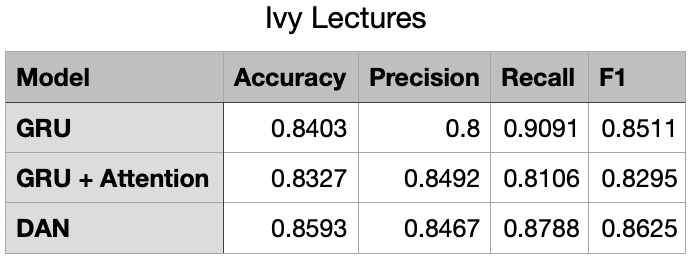 Ivy Lectures
Model Accuracy Precision Recall F1
GRU 0.8403 0.8 0.9091 0.8511
GRU + Attention 0.8327 0.8492 0.8106 0.8295
DAN 0.8593 0.8467 0.8788 0.8625